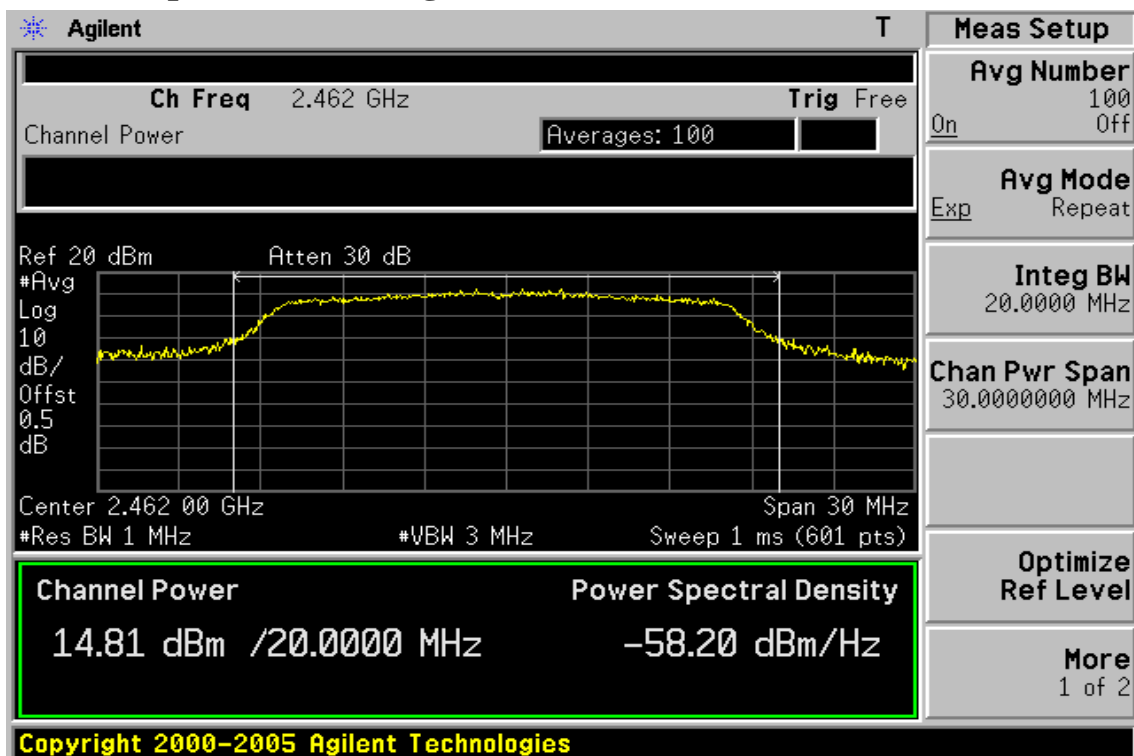 Agilent T
Ch Freq 2.462 GHz Trig Free
Channel Power Averages: 100
Ref 20 dBm Atten 30 dB
#Avg
Log
10
dB/
Offst
0.5
dB
Center 2.462 00 GHz Span 30 MHz
#Res BW 1 MHz #VBW 3 MHz Sweep 1 ms (601 pts)
Channel Power Power Spectral Density
14.81 dBm /20.0000 MHz -58.20 dBm/Hz
Meas Setup
Avg Number
100
On Off
Avg Mode
Exp Repeat
Integ BW
20.0000 MHz
Chan Pwr Span
30.0000000 MHz
Optimize
Ref Level
More
1 of 2
Copyright 2000-2005 Agilent Technologies